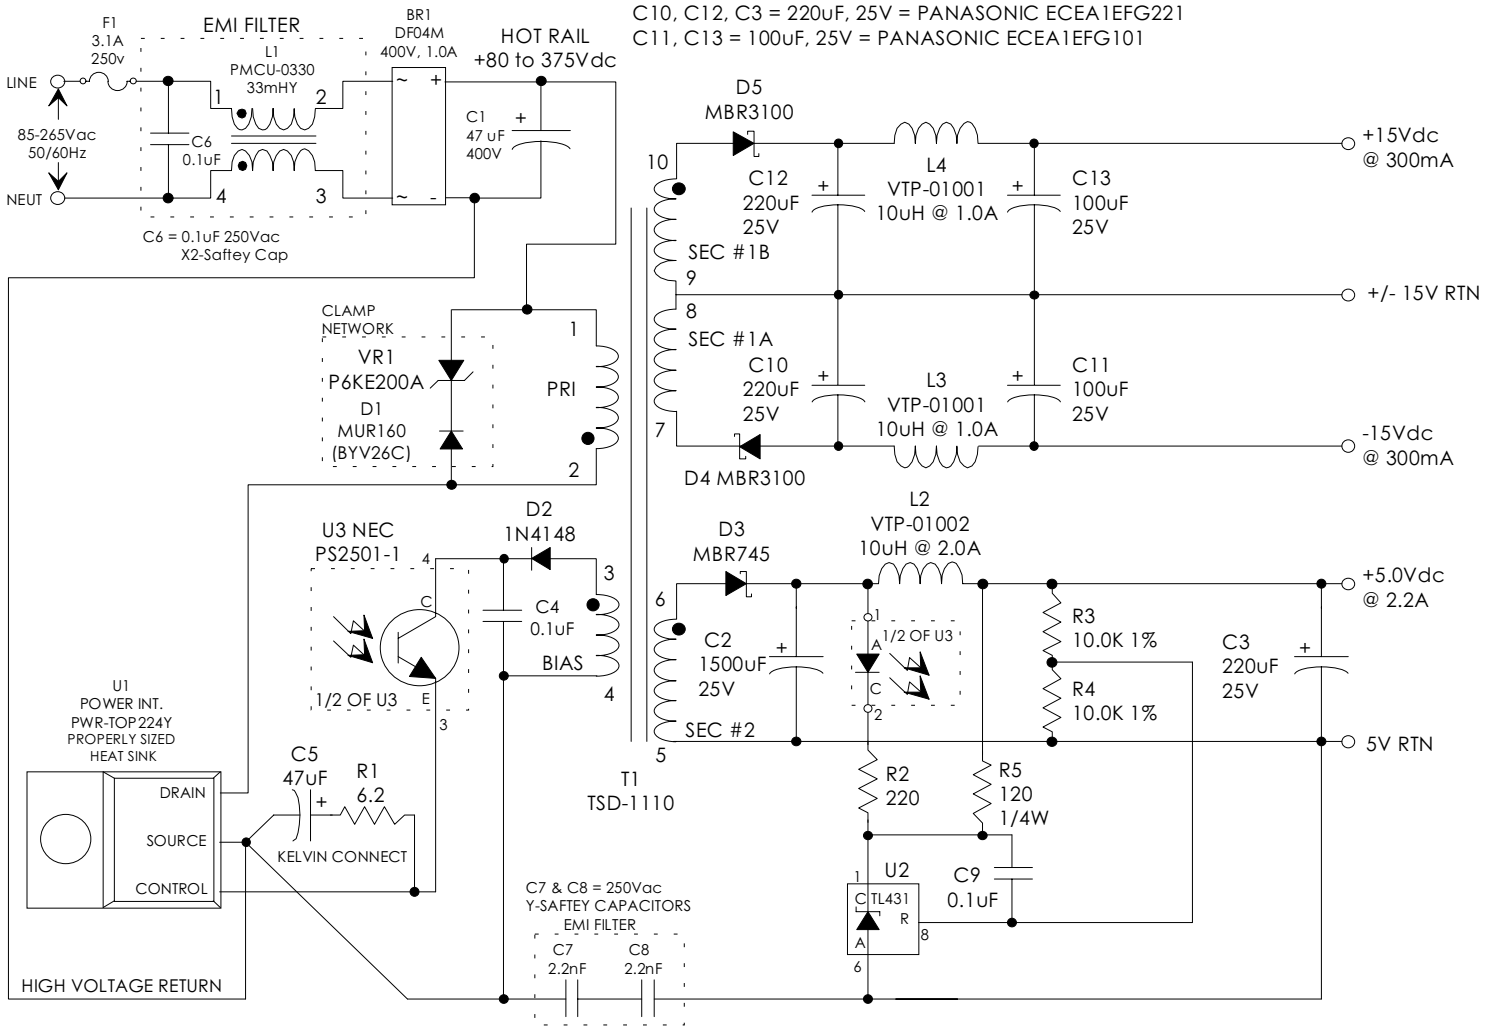 C10, C12, C3 = 220uF, 25V = PANASONIC ECEA1EFG221
C11, C13 = 100uF, 25V = PANASONIC ECEA1EFG101
F1
3.1A
250v
EMI FILTER
L1
PMCU-0330
33mHY
BR1
DF04M
400V, 1.0A
HOT RAIL
+80 to 375Vdc
LINE
85-265Vac
50/60Hz
NEUT
C6
0.1uF
1
2
4
3
~
+
~
-
C1
47 uF
400V
+
C6 = 0.1uF 250Vac
X2-Saftey Cap
D5
MBR3100
10
C12
220uF
25V
+
L4
VTP-01001
10uH @ 1.0A
+
C13
100uF
25V
+15Vdc
@ 300mA
SEC #1B
9
8
+/- 15V RTN
SEC #1A
C10
220uF
25V
+
L3
VTP-01001
10uH @ 1.0A
+
C11
100uF
25V
7
D4 MBR3100
-15Vdc
@ 300mA
CLAMP
NETWORK
VR1
P6KE200A
D1
MUR160
(BYV26C)
1
PRI
2
U3 NEC
PS2501-1
4
C
E
1/2 OF U3
3
D2
1N4148
C4
0.1uF
3
BIAS
4
D3
MBR745
L2
VTP-01002
10uH @ 2.0A
6
C2
1500uF
25V
+
1
1/2 OF U3
A
C
2
R3
10.0K 1%
R4
10.0K 1%
C3
220uF
25V
+
+5.0Vdc
@ 2.2A
SEC #2
5
5V RTN
T1
TSD-1110
R2
220
R5
120
1/4W
U1
POWER INT.
PWR-TOP224Y
PROPERLY SIZED
HEAT SINK
DRAIN
SOURCE
CONTROL
C5
47uF
+
R1
6.2
KELVIN CONNECT
U2
1
C TL431
R
A
8
6
C9
0.1uF
C7 & C8 = 250Vac
Y-SAFTEY CAPACITORS
EMI FILTER
C7
2.2nF
C8
2.2nF
HIGH VOLTAGE RETURN